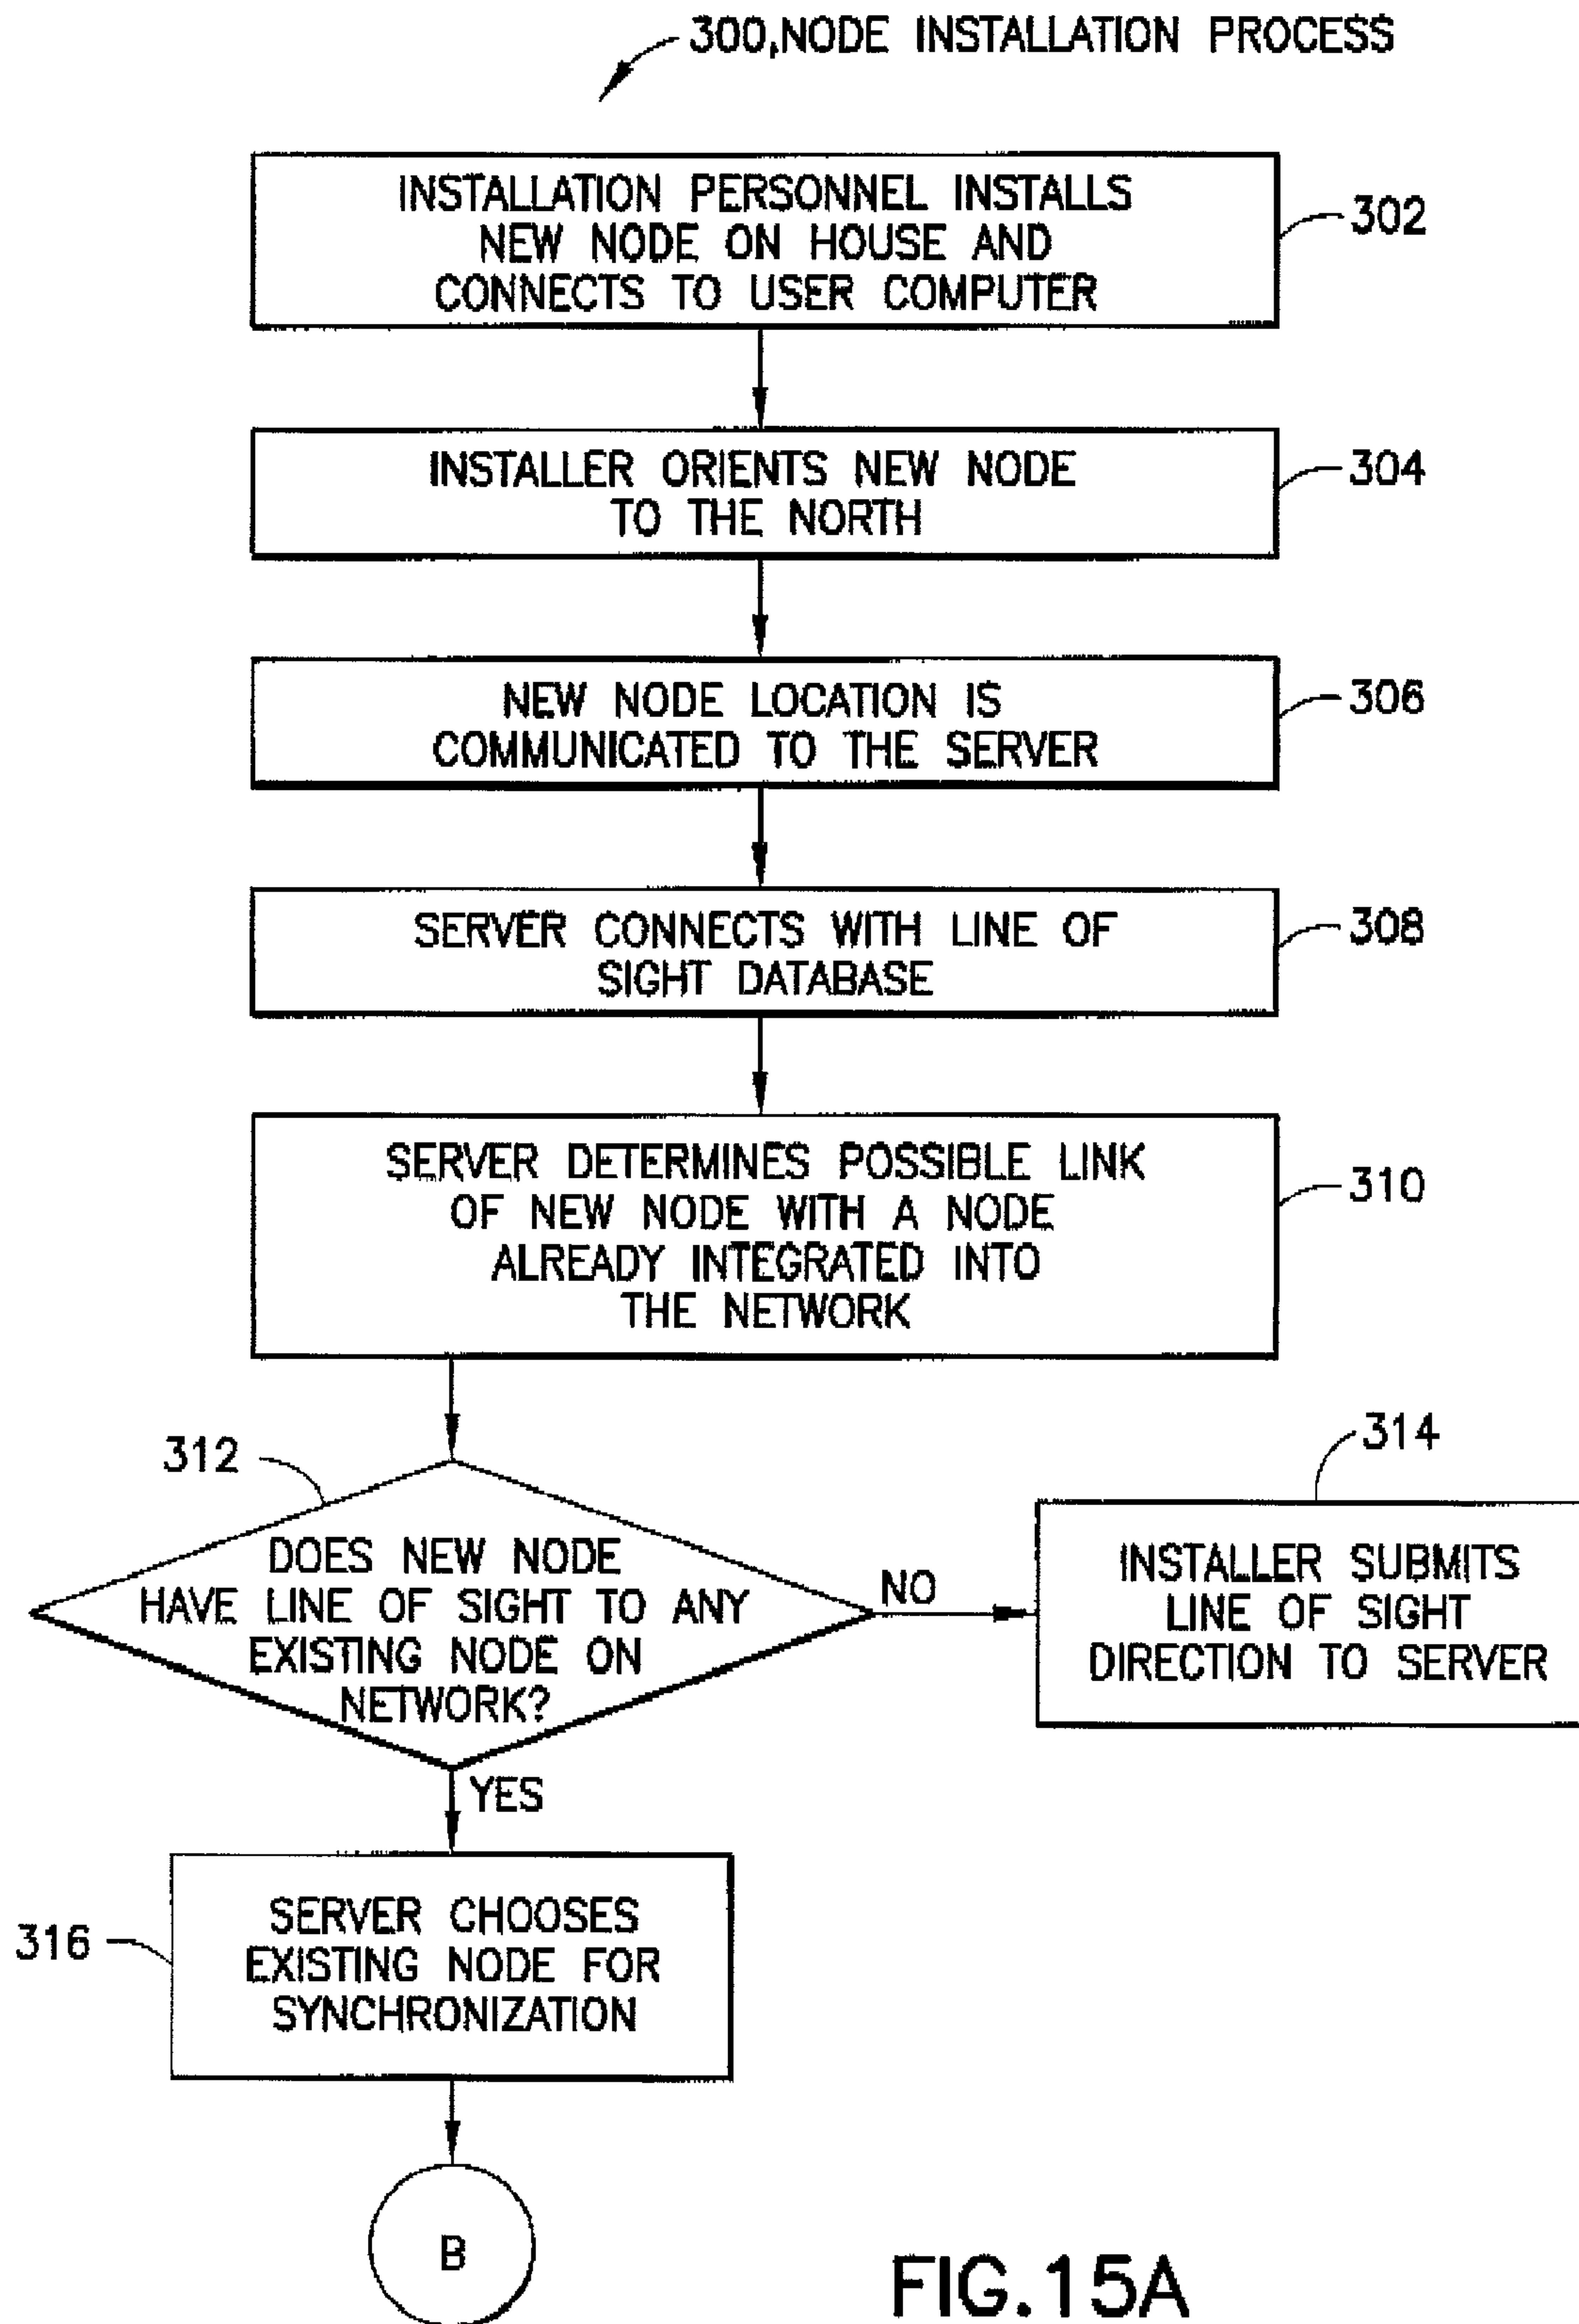 300,NODE INSTALLATION PROCESS
INSTALLATION PERSONNEL INSTALLS
NEW NODE ON HOUSE AND
CONNECTS TO USER COMPUTER
302
INSTALLER ORIENTS NEW NODE
TO THE NORTH
304
NEW NODE LOCATION IS
COMMUNICATED TO THE SERVER
306
SERVER CONNECTS WITH LINE OF
SIGHT DATABASE
308
SERVER DETERMINES POSSIBLE LINK
OF NEW NODE WITH A NODE
ALREADY INTEGRATED INTO
THE NETWORK
310
312
DOES NEW NODE
HAVE LINE OF SIGHT TO ANY
EXISTING NODE ON
NETWORK?
NO
314
INSTALLER SUBMITS
LINE OF SIGHT
DIRECTION TO SERVER
YES
316
SERVER CHOOSES
EXISTING NODE FOR
SYNCHRONIZATION
B
FIG.15A